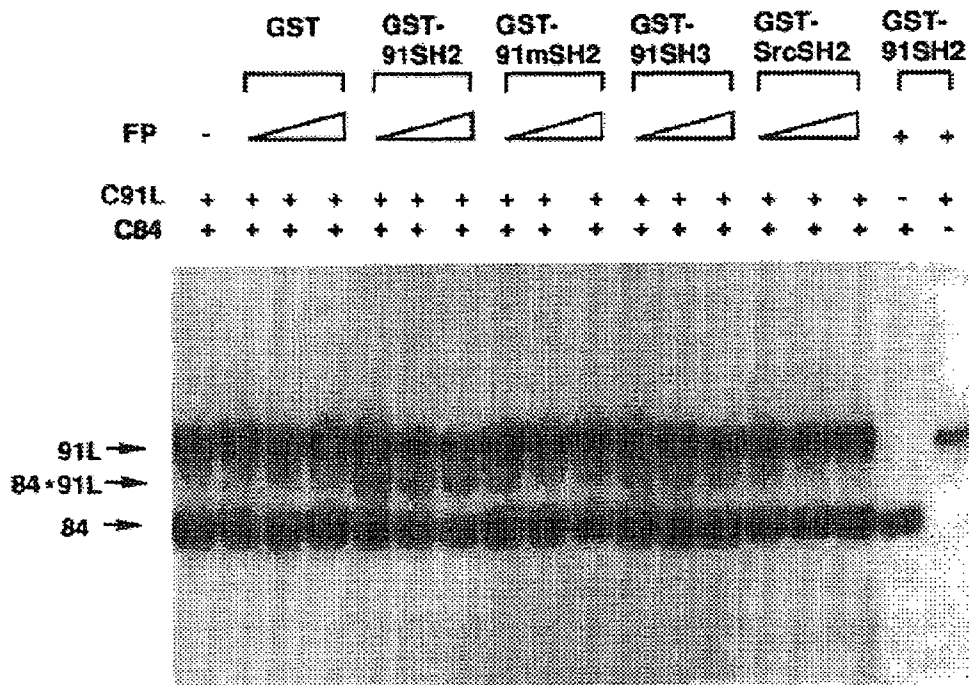 GST GST- GST- GST- GST- GST-
91SH2 91mSH2 91SH3 SrcSH2 91SH2
FP - + +
C91L + + + + + + + + + + + + + + + + - +
C84 + + + + + + + + + + + + + + + + + -
91L
84*91L
84